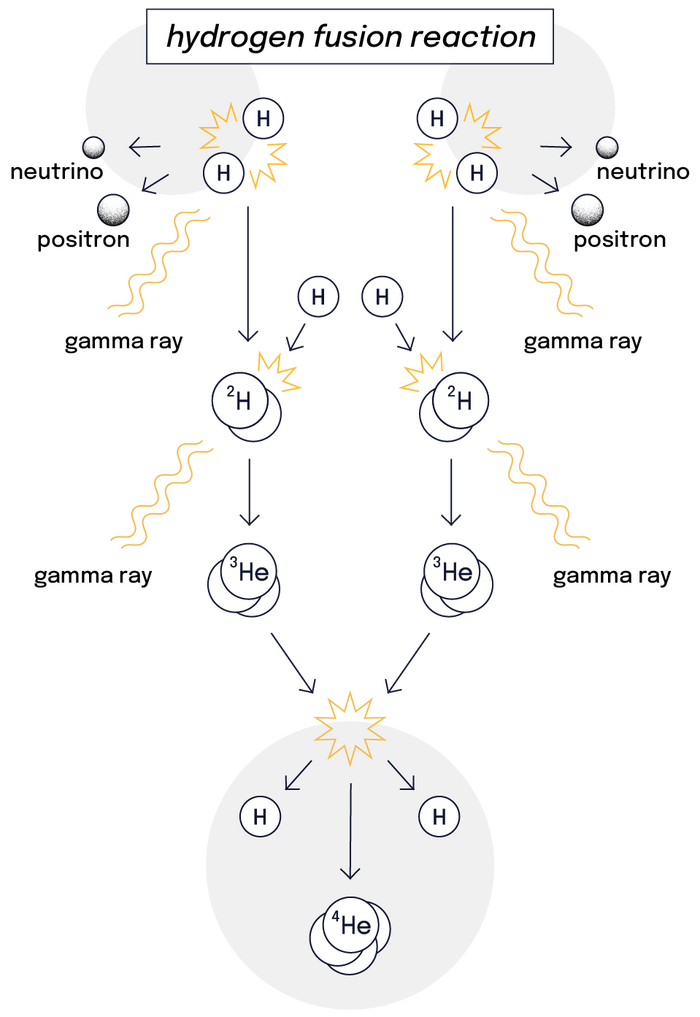 hydrogen fusion reaction
H
H
H
H
neutrino
neutrino
positron
positron
H
H
gamma ray
gamma ray
²H
²H
³He
³He
gamma ray
gamma ray
H
H
⁴He